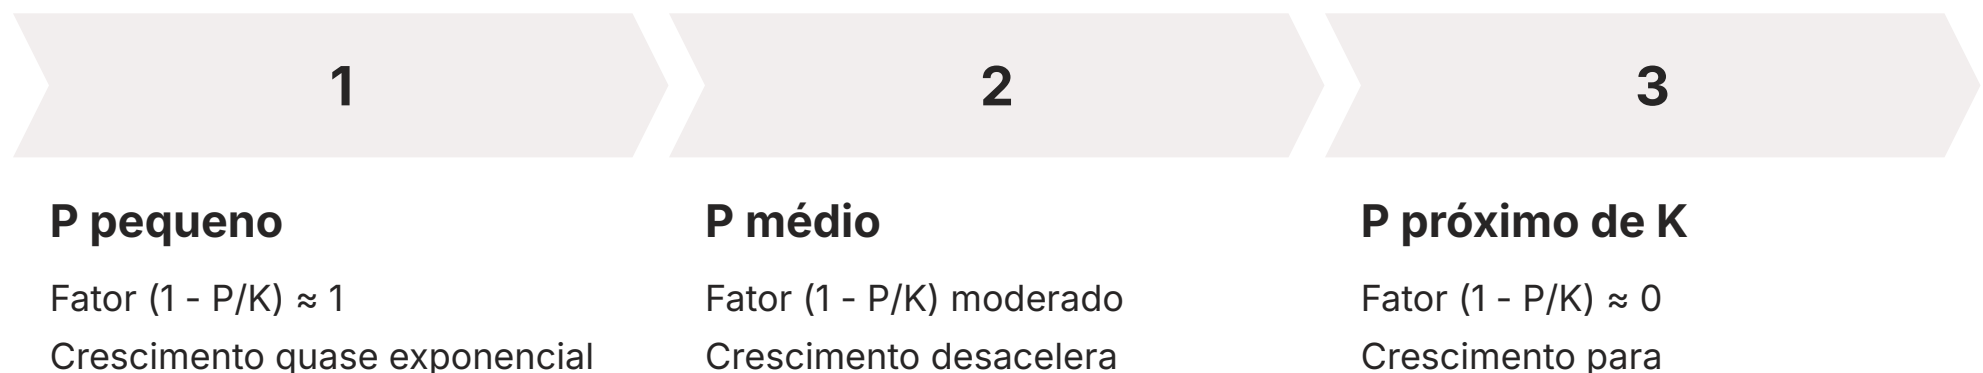 1
2
3
P pequeno
Fator (1 - P/K) ≈ 1
Crescimento quase exponencial
P médio
Fator (1 - P/K) moderado
Crescimento desacelera
P próximo de K
Fator (1 - P/K) ≈ 0
Crescimento para